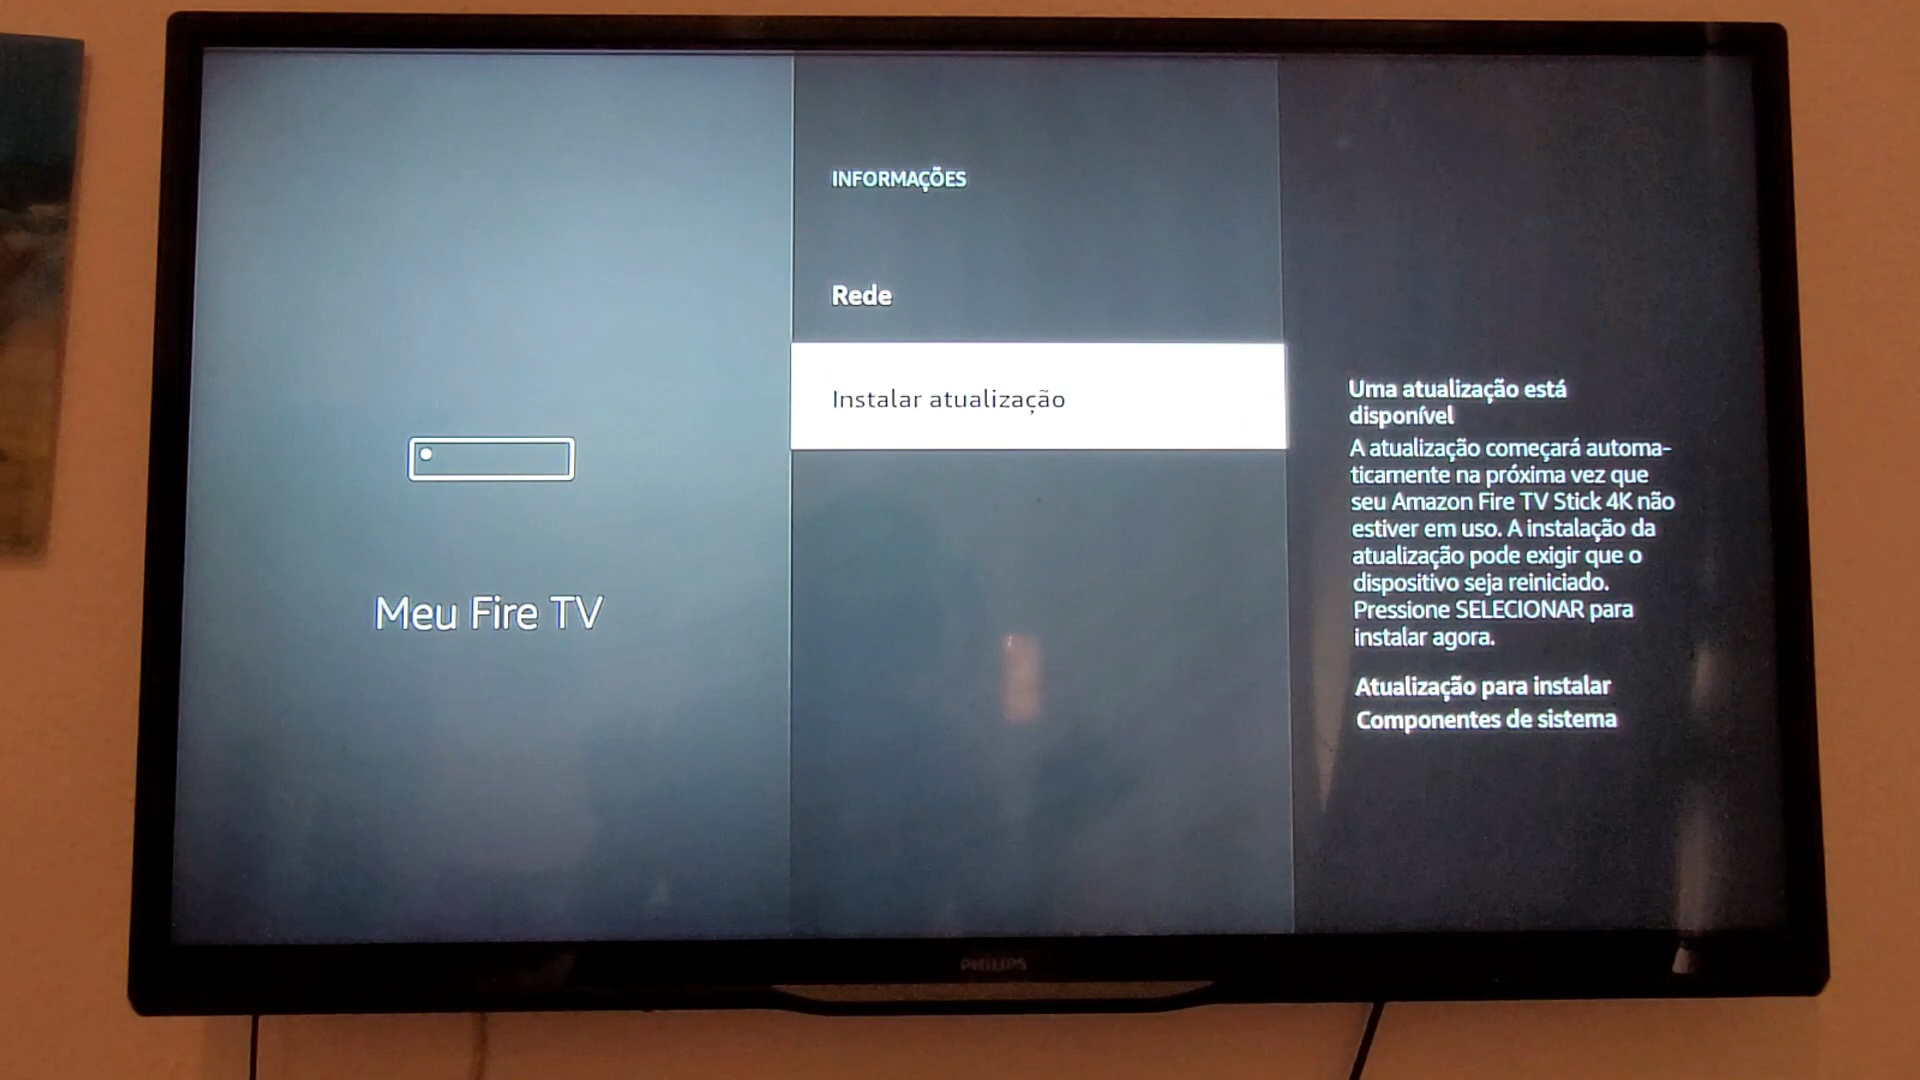 INFORMAÇÕES
Rede
Instalar atualização
Meu Fire TV
Uma atualização está
disponível
A atualização começará automa-
ticamente na próxima vez que
seu Amazon Fire TV Stick 4K não
estiver em uso. A instalação da
atualização pode exigir que o
dispositivo seja reiniciado.
Pressione SELECIONAR para
instalar agora.
Atualização para instalar
Componentes de sistema
PHILIPS